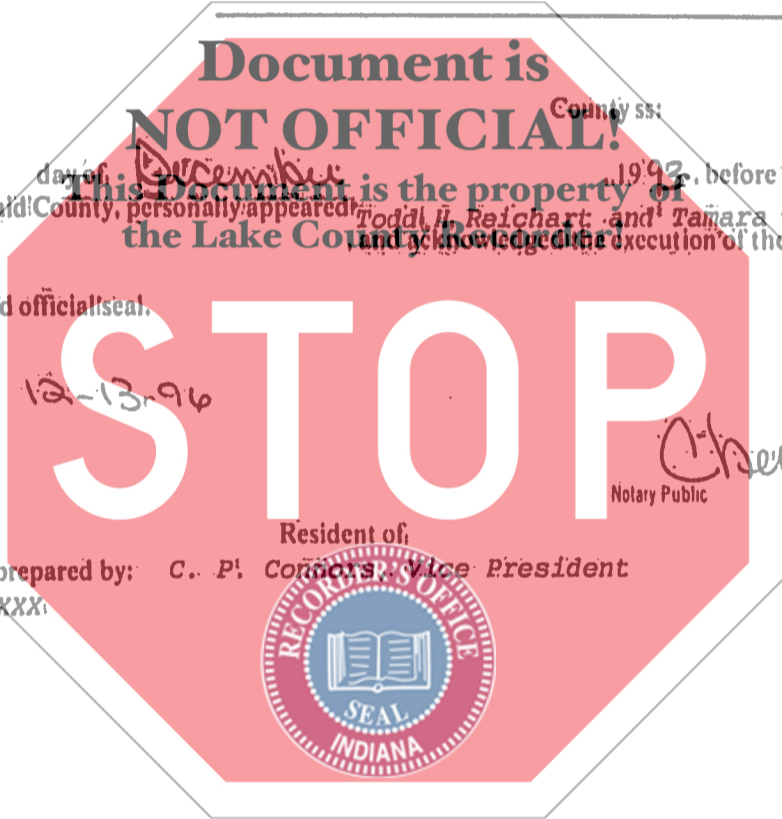 Document is
NOT OFFICIAL!
County ss:
day of December 1993, before
This Document is the property of
County, personally appeared Todd H. Reichart and Tamara
the Lake County Recorder!
and acknowledged the execution of the
official seal.
STOP
12-13-96
Notary Public
Resident of
prepared by: C. P. Connors, Vice President
RECORDER'S OFFICE
SEAL
INDIANA